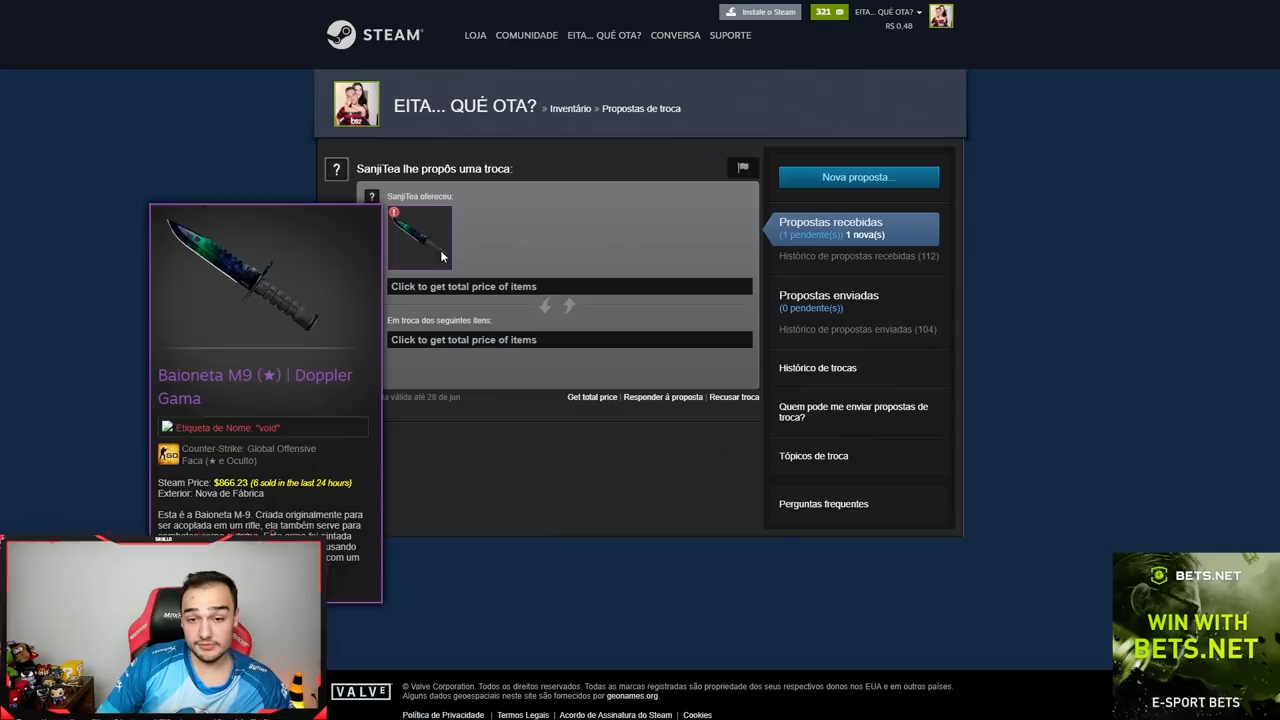 Instale o Steam
321
EITA... QUÉ OTA?
R$ 0,48
STEAM
LOJA COMUNIDADE EITA... QUÉ OTA? CONVERSA SUPORTE
EITA... QUÉ OTA? » Inventário » Propostas de troca
SanjiTea lhe propôs uma troca:
SanjiTea ofereceu:
Click to get total price of items
Em troca dos seguintes itens:
Click to get total price of items
válida até 28 de jun
Get total price | Responder à proposta | Recusar troca
Nova proposta...
Propostas recebidas
(1 pendente(s)) 1 nova(s)
Histórico de propostas recebidas (112)
Propostas enviadas
(0 pendente(s))
Histórico de propostas enviadas (104)
Histórico de trocas
Quem pode me enviar propostas de
troca?
Tópicos de troca
Perguntas frequentes
Baioneta M9 (★) | Doppler
Gama
Etiqueta de Nome: "void"
GO
Counter-Strike: Global Offensive
Faca (★ e Oculto)
Steam Price: $866.23 (6 sold in the last 24 hours)
Exterior: Nova de Fábrica
Esta é a Baioneta M-9. Criada originalmente para
ser acoplada em um rifle, ela também serve para
usando
com um
BETS.NET
WIN WITH
BETS.NET
E-SPORT BETS
VALVE
© Valve Corporation. Todos os direitos reservados. Todas as marcas registradas são propriedade dos seus respectivos donos nos EUA e em outros países.
Alguns dados geoespaciais neste site são fornecidos por geonames.org.
Política de Privacidade | Termos Legais | Acordo de Assinatura do Steam | Cookies